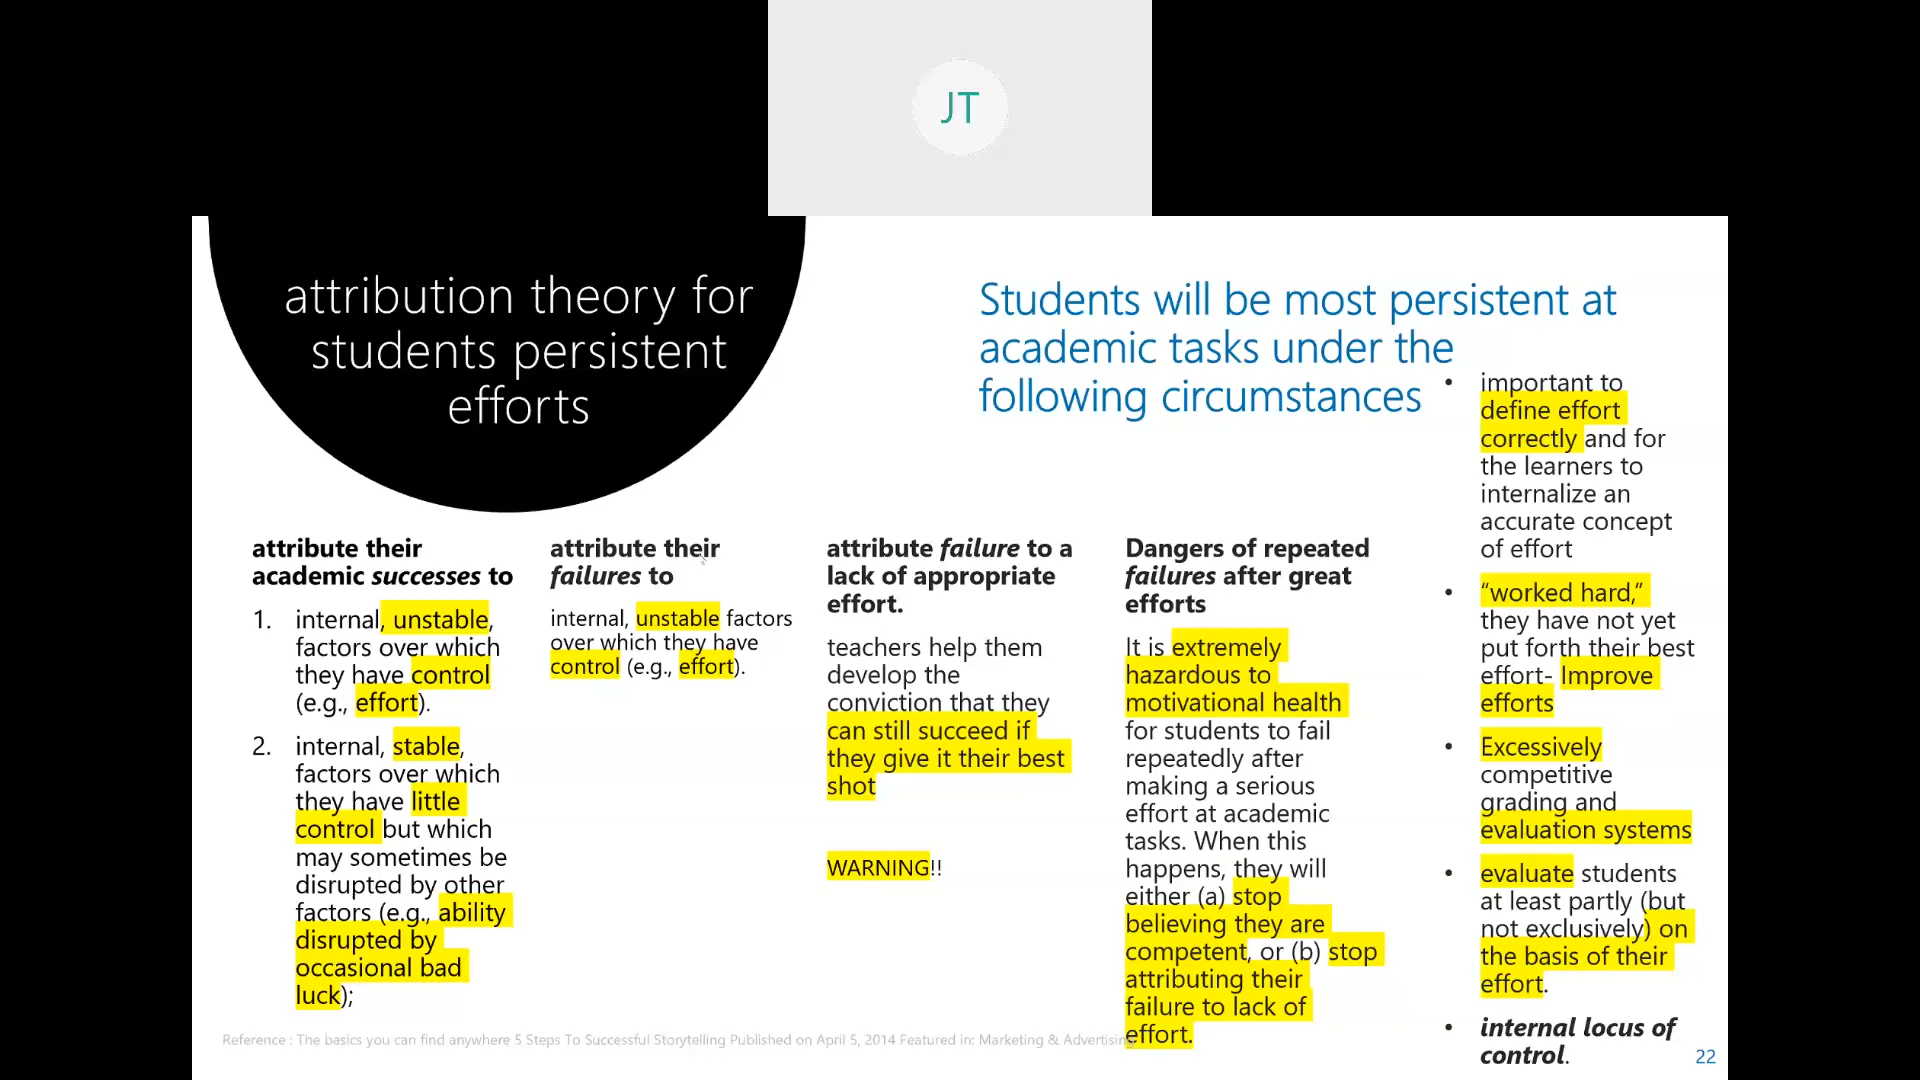 JT
attribution theory for
students persistent
efforts
Students will be most persistent at
academic tasks under the
following circumstances
attribute their
academic successes to
1. internal, unstable,
factors over which
they have control
(e.g., effort).
2. internal, stable,
factors over which
they have little
control but which
may sometimes be
disrupted by other
factors (e.g., ability
disrupted by
occasional bad
luck);
attribute their
failures to
internal, unstable factors
over which they have
control (e.g., effort).
attribute failure to a
lack of appropriate
effort.
teachers help them
develop the
conviction that they
can still succeed if
they give it their best
shot
WARNING!!
Dangers of repeated
failures after great
efforts
It is extremely
hazardous to
motivational health
for students to fail
repeatedly after
making a serious
effort at academic
tasks. When this
happens, they will
either (a) stop
believing they are
competent, or (b) stop
attributing their
failure to lack of
effort.
• important to
define effort
correctly and for
the learners to
internalize an
accurate concept
of effort
• “worked hard,”
they have not yet
put forth their best
effort- Improve
efforts
• Excessively
competitive
grading and
evaluation systems
• evaluate students
at least partly (but
not exclusively) on
the basis of their
effort.
• internal locus of
control.
Reference : The basics you can find anywhere 5 Steps To Successful Storytelling Published on April 5, 2014 Featured in: Marketing & Advertising
22